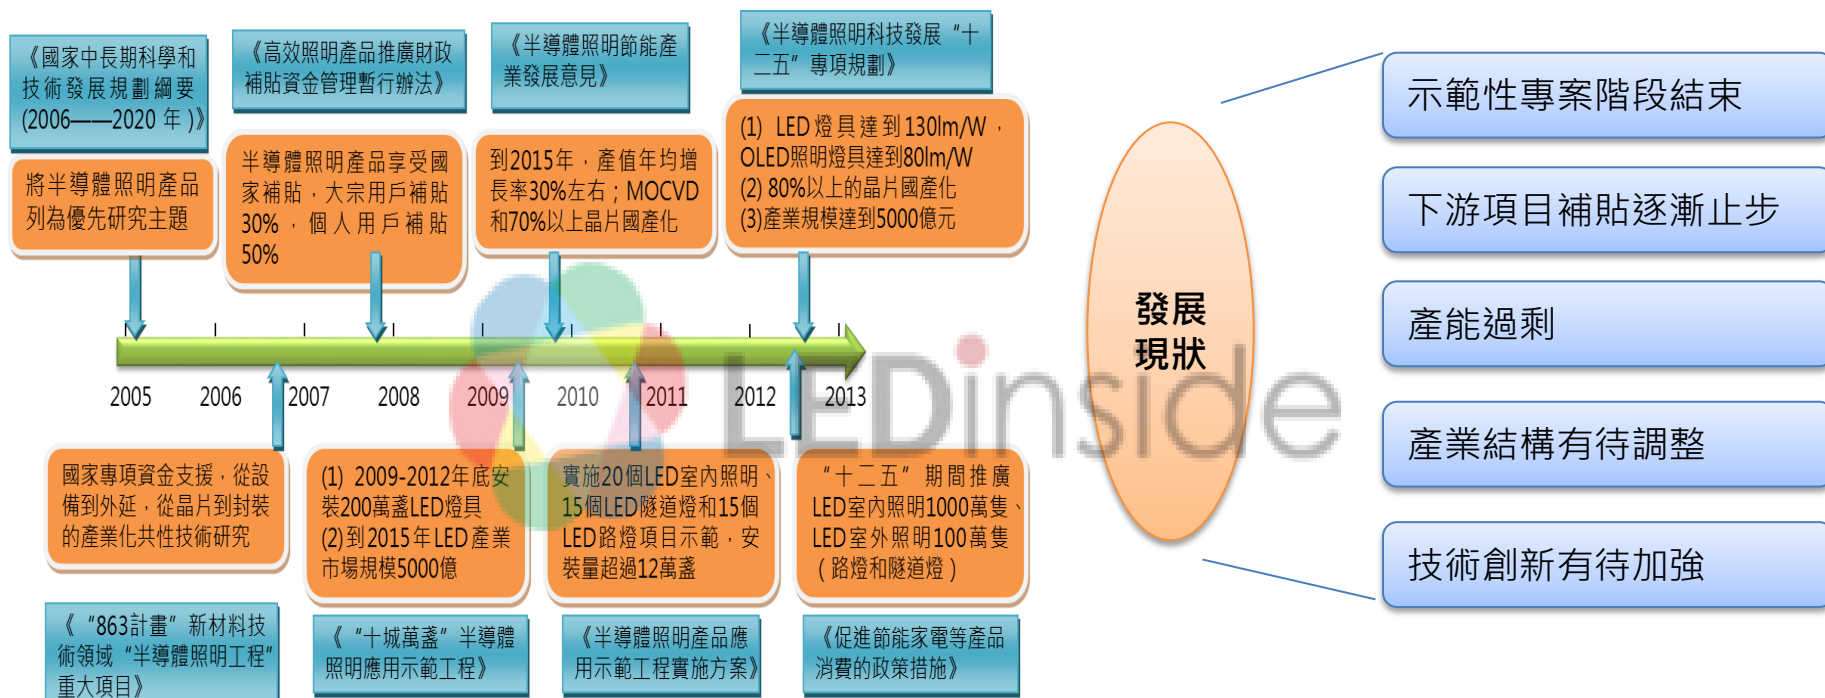 《國家中長期科學和
技術發展規劃綱要
(2006——2020 年 )》
將半導體照明產品
列為優先研究主題
《高效照明產品推廣財政
補貼資金管理暫行辦法》
半導體照明產品享受國
家補貼，大宗用戶補貼
30%，個人用戶補貼
50%
《半導體照明節能產
業發展意見》
到2015年，產值年均增
長率30%左右；MOCVD
和70%以上晶片國產化
《半導體照明科技發展“十
二五”專項規劃》
(1) LED燈具達到130lm/W，
OLED照明燈具達到80lm/W
(2) 80%以上的晶片國產化
(3)產業規模達到5000億元
2005 2006 2007 2008 2009 2010 2011 2012 2013
國家專項資金支援，從設
備到外延，從晶片到封裝
的產業化共性技術研究
《“863計畫”新材料技
術領域“半導體照明工程”
重大項目》
(1) 2009-2012年底安
裝200萬盞LED燈具
(2)到2015年LED產業
市場規模5000億
《“十城萬盞”半導體
照明應用示範工程》
實施20個LED室內照明、
15個LED隧道燈和15個
LED路燈項目示範，安
裝量超過12萬盞
《半導體照明產品應
用示範工程實施方案》
“十二五”期間推廣
LED室內照明1000萬隻、
LED室外照明100萬隻
（路燈和隧道燈）
《促進節能家電等產品
消費的政策措施》
LEDinside
發展
現狀
示範性專案階段結束
下游項目補貼逐漸止步
產能過剩
產業結構有待調整
技術創新有待加強